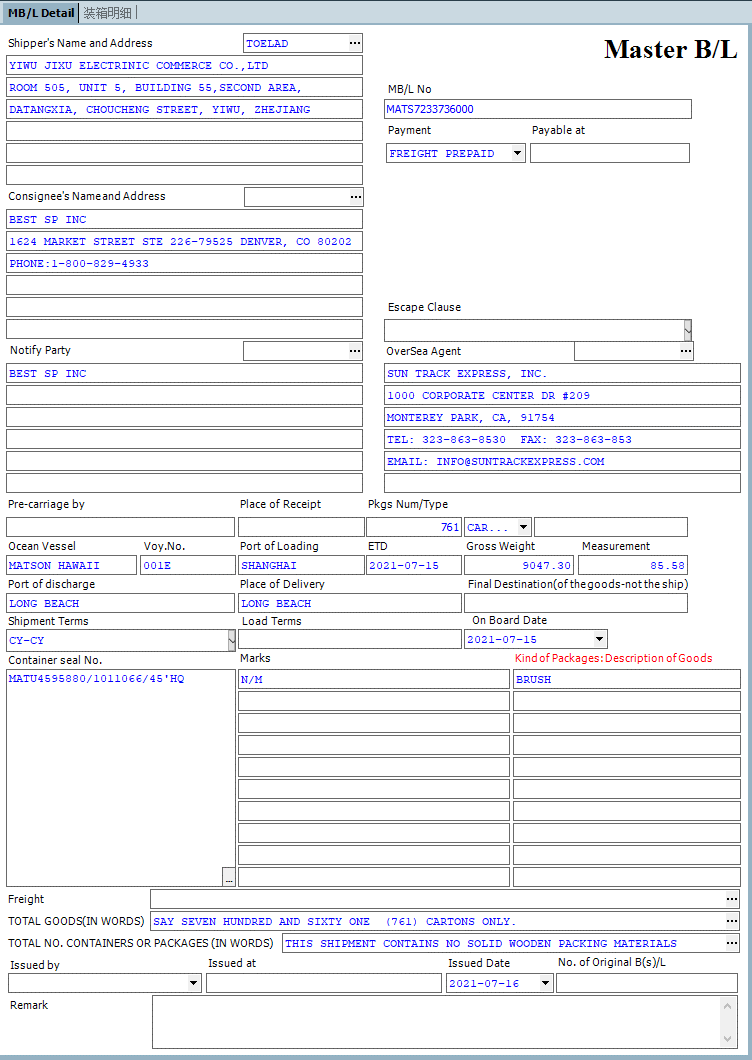 MB/L Detail 装箱明细
Shipper's Name and Address TOELAD ...
Master B/L
YIWU JIXU ELECTRINIC COMMERCE CO.,LTD
ROOM 505, UNIT 5, BUILDING 55,SECOND AREA,
DATANGXIA, CHOUCHENG STREET, YIWU, ZHEJIANG
MB/L No
MATS7233736000
Payment Payable at
FREIGHT PREPAID
Consignee's Name and Address ...
BEST SP INC
1624 MARKET STREET STE 226-79525 DENVER, CO 80202
PHONE:1-800-829-4933
Escape Clause
Notify Party ...
BEST SP INC
OverSea Agent ...
SUN TRACK EXPRESS, INC.
1000 CORPORATE CENTER DR #209
MONTEREY PARK, CA, 91754
TEL: 323-863-8530 FAX: 323-863-853
EMAIL: INFO@SUNTRACKEXPRESS.COM
Pre-carriage by Place of Receipt Pkgs Num/Type
761 CAR...
Ocean Vessel Voy.No. Port of Loading ETD Gross Weight Measurement
MATSON HAWAII 001E SHANGHAI 2021-07-15 9047.30 85.58
Port of discharge Place of Delivery Final Destination(of the goods-not the ship)
LONG BEACH LONG BEACH
Shipment Terms Load Terms On Board Date
CY-CY 2021-07-15
Container seal No. Marks Kind of Packages: Description of Goods
MATU4595880/1011066/45'HQ N/M BRUSH
...
Freight ...
TOTAL GOODS(IN WORDS) SAY SEVEN HUNDRED AND SIXTY ONE (761) CARTONS ONLY. ...
TOTAL NO. CONTAINERS OR PACKAGES (IN WORDS) THIS SHIPMENT CONTAINS NO SOLID WOODEN PACKING MATERIALS ...
Issued by Issued at Issued Date No. of Original B(s)/L
2021-07-16
Remark